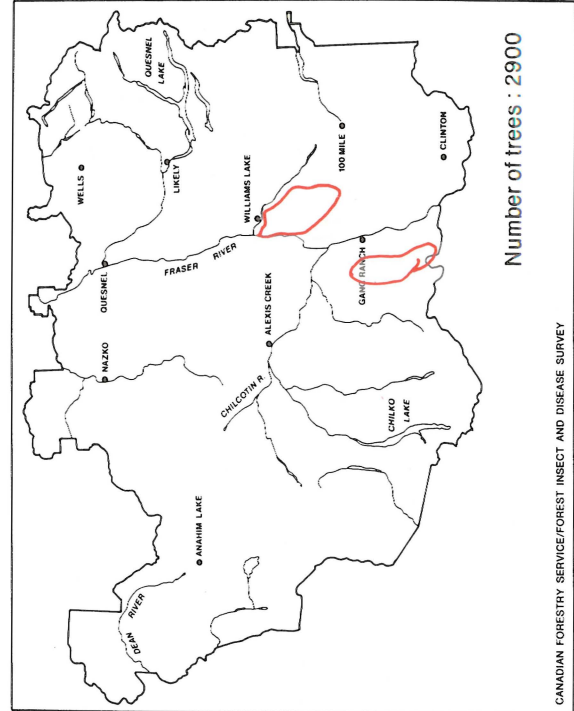 WELLS
QUESNEL
LAKE
LIKELY
QUESNEL
NAZKO
FRASER RIVER
WILLIAMS LAKE
100 MILE
CLINTON
GANG RANCH
ALEXIS CREEK
CHILCOTIN R.
CHILKO
LAKE
ANAHIM LAKE
DEAN RIVER
Number of trees : 2900
CANADIAN FORESTRY SERVICE/FOREST INSECT AND DISEASE SURVEY